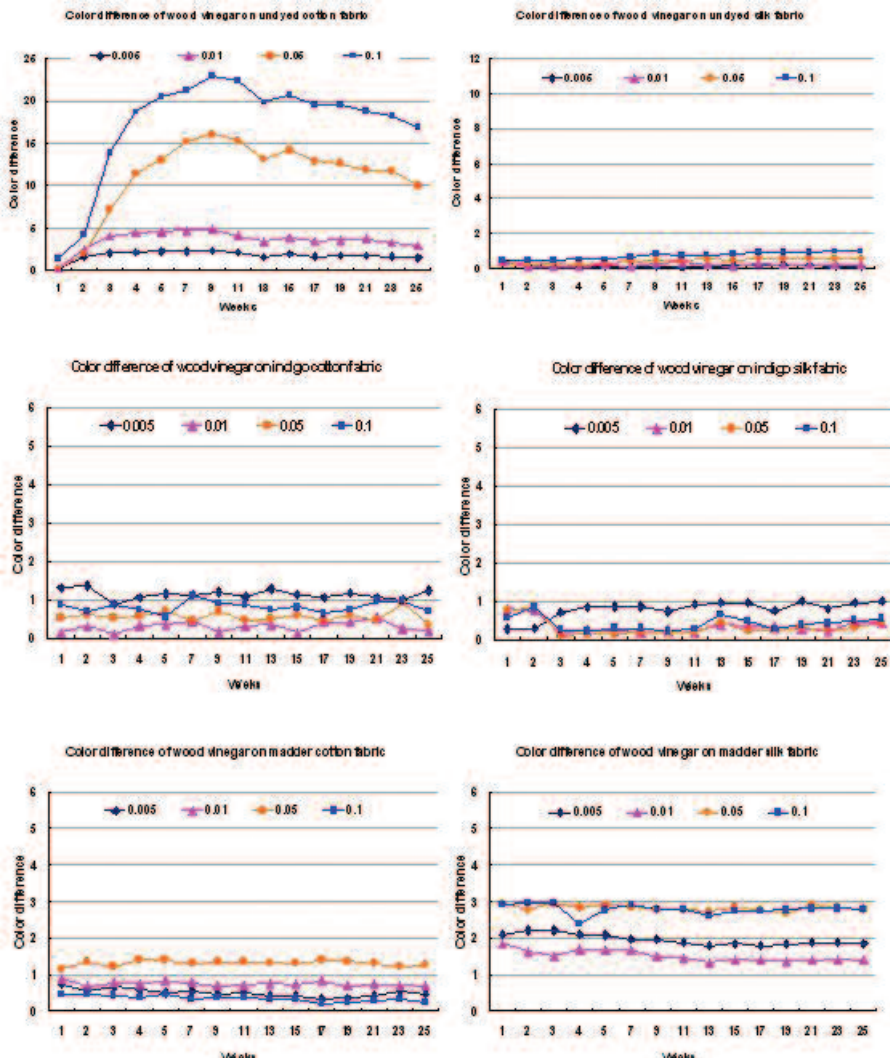 Color difference of wood vinegar on undyed cotton fabric
25
20
15
10
5
0
0.005 0.01 0.05 0.1
Color difference
1 2 3 4 5 7 9 11 13 15 17 19 21 23 25
Weeks
Color difference of wood vinegar on undyed silk fabric
12
10
8
6
4
2
0
0.005 0.01 0.05 0.1
Color difference
1 2 3 4 5 7 9 11 13 15 17 19 21 23 25
Weeks
Color difference of wood vinegar on indigo cotton fabric
6
5
4
3
2
1
0
0.005 0.01 0.05 0.1
Color difference
1 2 3 4 5 7 9 11 13 15 17 19 21 23 25
Weeks
Color difference of wood vinegar on indigo silk fabric
6
5
4
3
2
1
0
0.005 0.01 0.05 0.1
Color difference
1 2 3 4 5 7 9 11 13 15 17 19 21 23 25
Weeks
Color difference of wood vinegar on madder cotton fabric
6
5
4
3
2
1
0
0.005 0.01 0.05 0.1
Color difference
1 2 3 4 5 7 9 11 13 15 17 19 21 23 25
Weeks
Color difference of wood vinegar on madder silk fabric
6
5
4
3
2
1
0
0.005 0.01 0.05 0.1
Color difference
1 2 3 4 5 7 9 11 13 15 17 19 21 23 25
Weeks